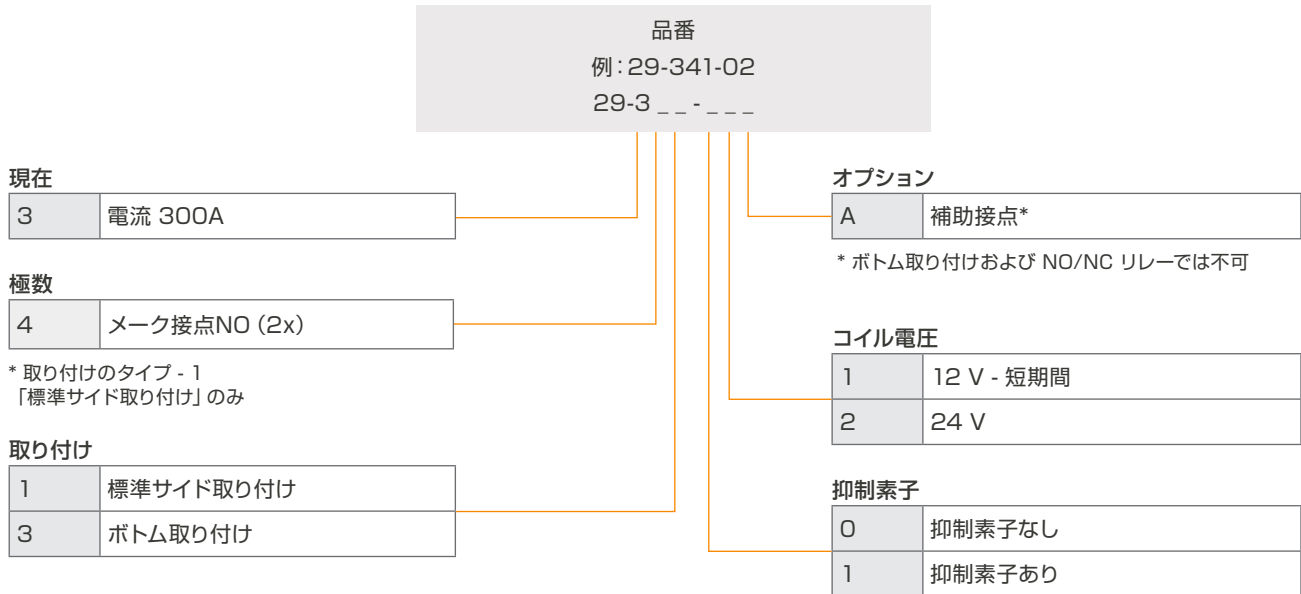 品番
例：29-341-02
29-3 _ _ - _ _ _
現在
3 電流 300A
極数
4 メーク接点NO（2x）
* 取り付けのタイプ - 1
「標準サイド取り付け」のみ
取り付け
1 標準サイド取り付け
3 ボトム取り付け
オプション
A 補助接点*
* ボトム取り付けおよび NO/NC リレーでは不可
コイル電圧
1 12 V - 短期間
2 24 V
抑制素子
0 抑制素子なし
1 抑制素子あり